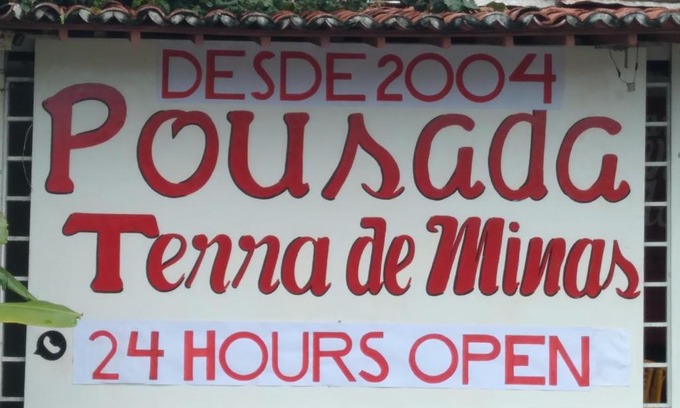 DESDE 2004
Pousada
Terra de Minas
24 HOURS OPEN